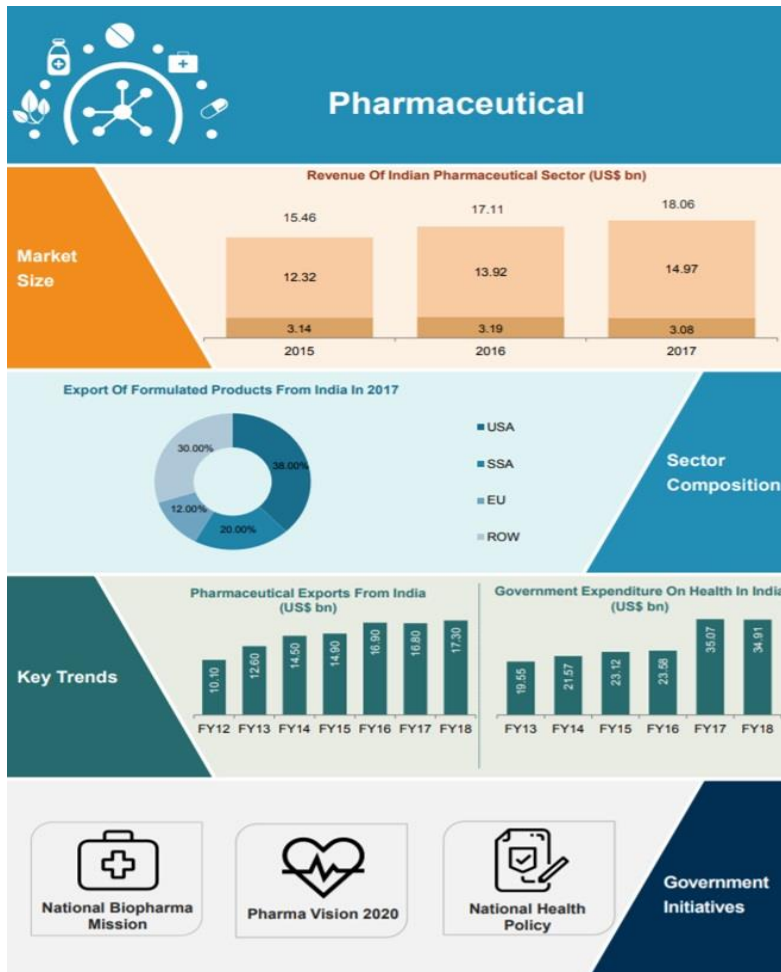 Pharmaceutical
Revenue Of Indian Pharmaceutical Sector (US$ bn)
Market
Size
15.46
17.11
18.06
12.32
13.92
14.97
3.14
3.19
3.08
2015
2016
2017
Export Of Formulated Products From India In 2017
30.00%
38.00%
12.00%
20.00%
USA
SSA
EU
ROW
Sector
Composition
Key Trends
Pharmaceutical Exports From India
(US$ bn)
10.10
12.60
14.50
14.90
16.90
16.80
17.30
FY12 FY13 FY14 FY15 FY16 FY17 FY18
Government Expenditure On Health In India
(US$ bn)
19.55
21.57
23.12
23.58
35.07
34.91
FY13 FY14 FY15 FY16 FY17 FY18
National Biopharma
Mission
Pharma Vision 2020
National Health
Policy
Government
Initiatives